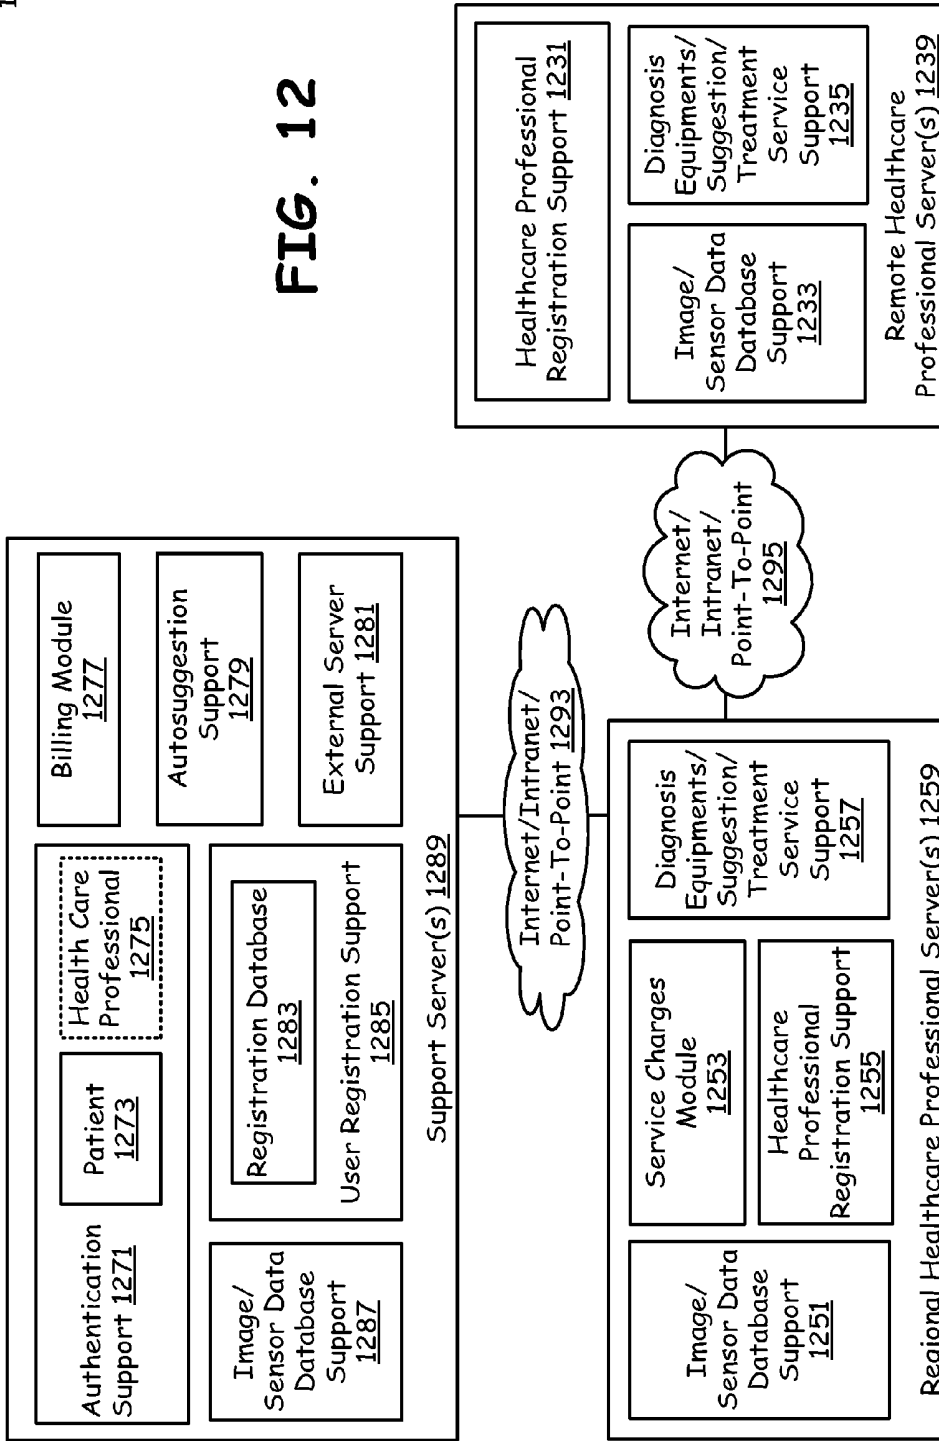 FIG. 12
Authentication
Support 1271
Patient
1273
Health Care
Professional
1275
Billing Module
1277
Autosuggestion
Support
1279
External Server
Support 1281
Registration Database
1283
User Registration Support
1285
Image/
Sensor Data
Database
Support
1287
Support Server(s) 1289
Internet/Intranet/
Point-To-Point 1293
Image/
Sensor Data
Database
Support
1251
Service Charges
Module
1253
Healthcare
Professional
Registration Support
1255
Diagnosis
Equipments/
Suggestion/
Treatment
Service
Support
1257
Regional Healthcare Professional Server(s) 1259
Internet/
Intranet/
Point-To-Point
1295
Healthcare Professional
Registration Support 1231
Image/
Sensor Data
Database
Support
1233
Diagnosis
Equipments/
Suggestion/
Treatment
Service
Support
1235
Remote Healthcare
Professional Server(s) 1239